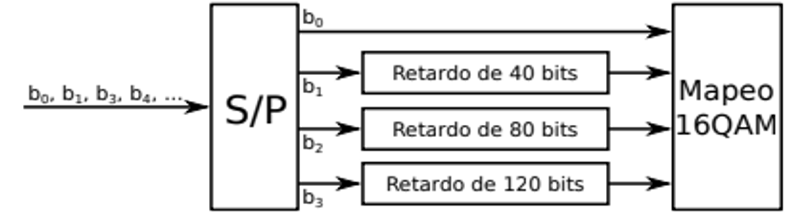 b₀, b₁, b₃, b₄, ...
S/P
b₀
b₁
b₂
b₃
Retardo de 40 bits
Retardo de 80 bits
Retardo de 120 bits
Mapeo
16QAM